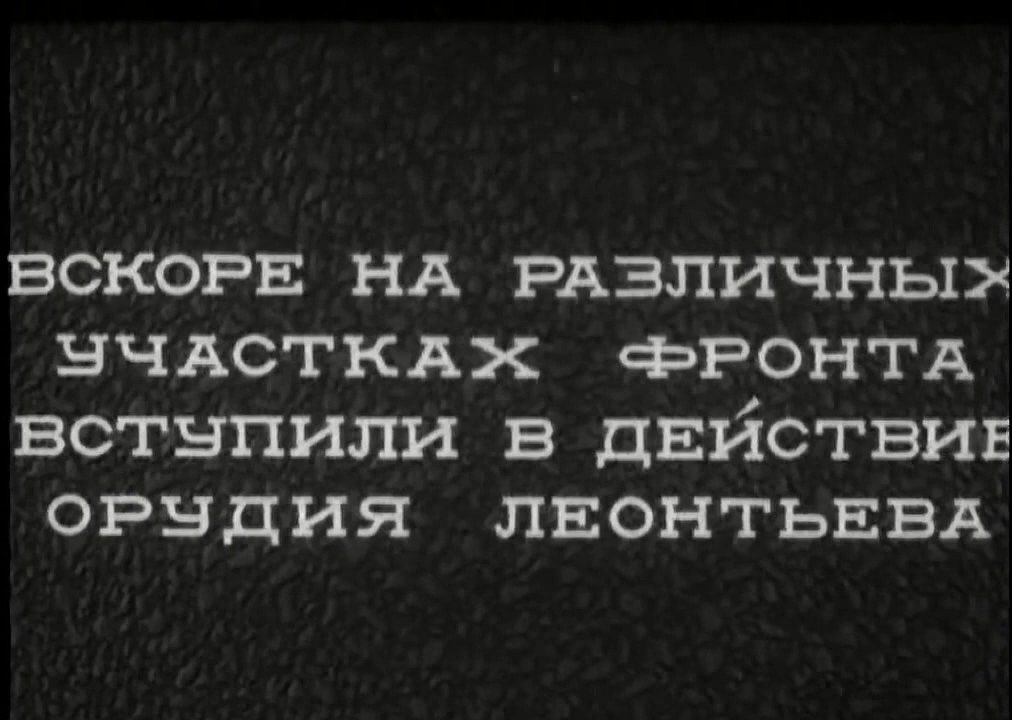 ВСКОРЕ НА РАЗЛИЧНЫХ
УЧАСТКАХ ФРОНТА
ВСТУПИЛИ В ДЕЙСТВИЕ
ОРУДИЯ ЛЕОНТЬЕВА